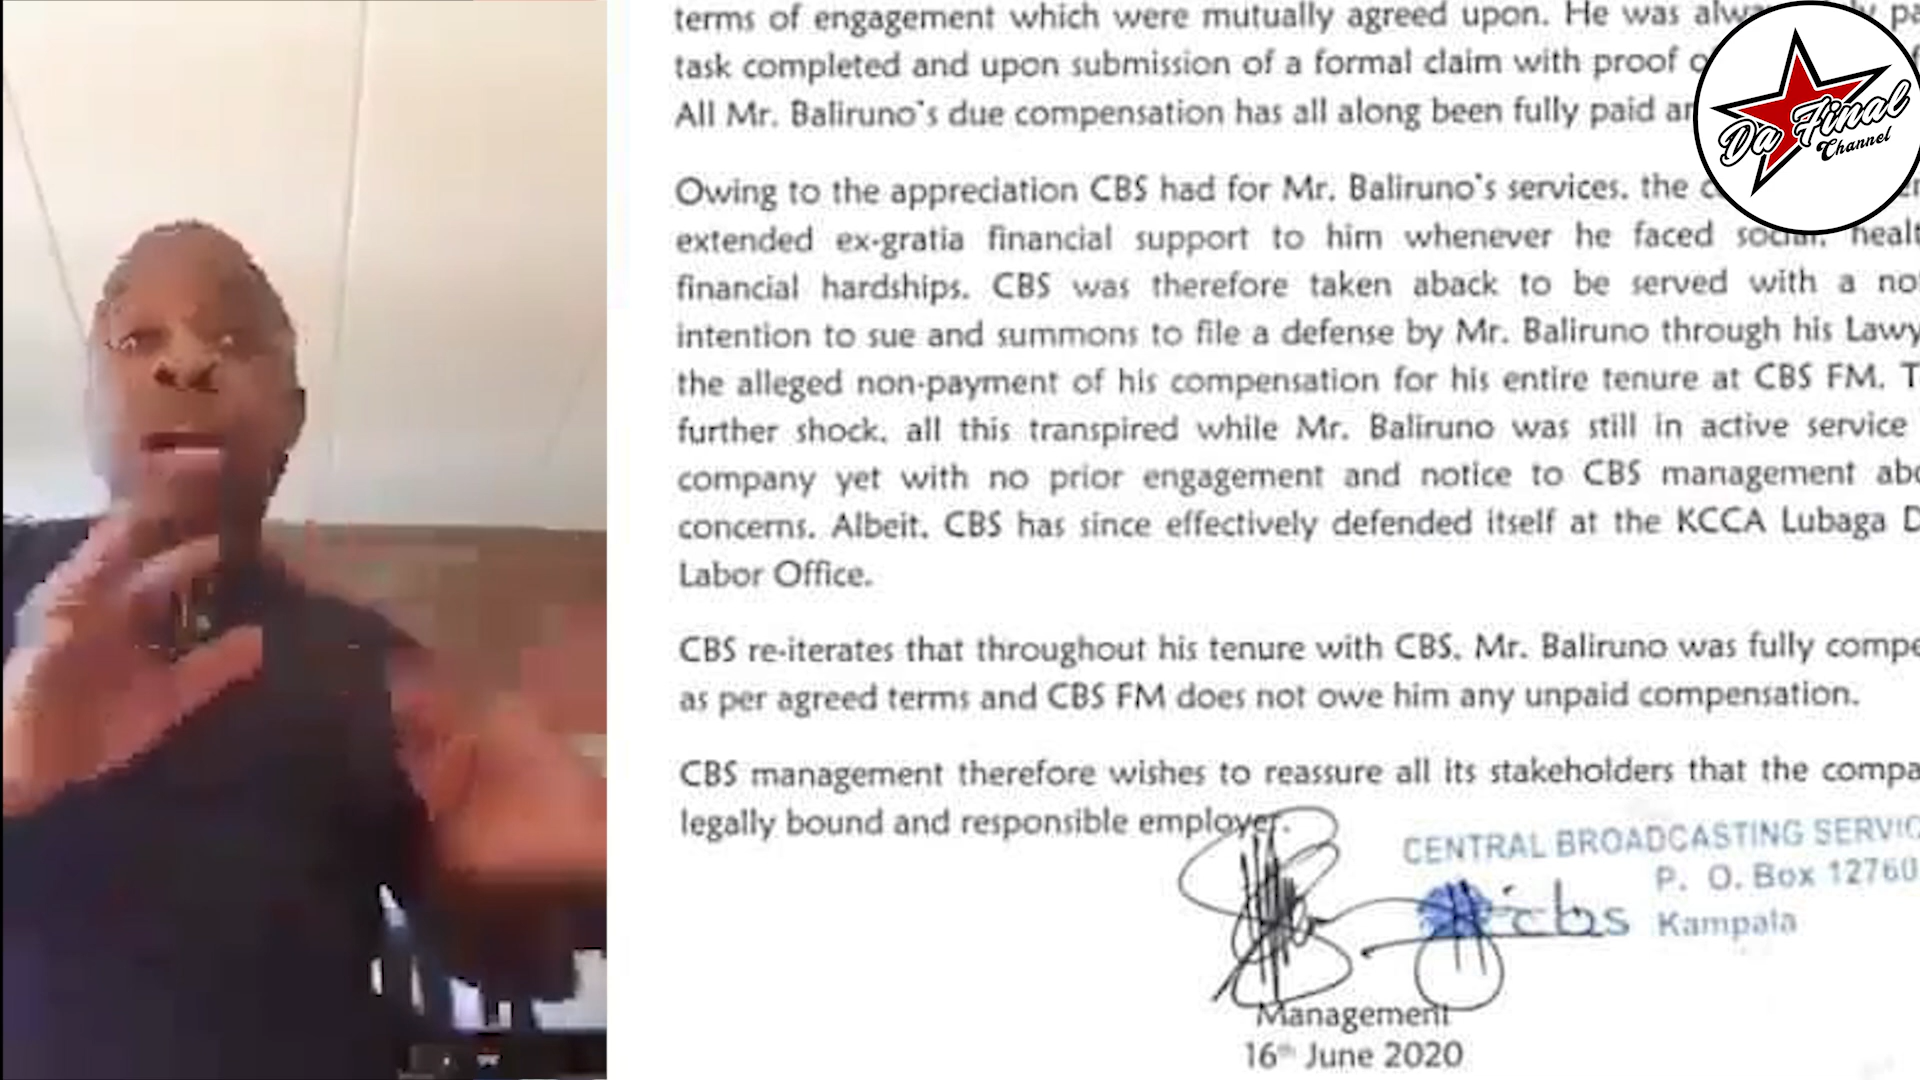 terms of engagement which were mutually agreed upon. He was
task completed and upon submission of a formal claim with proof
All Mr. Baliruno's due compensation has all along been fully paid
Owing to the appreciation CBS had for Mr. Baliruno's services, the
extended ex-gratia financial support to him whenever he faced social,
financial hardships. CBS was therefore taken aback to be served with a
intention to sue and summons to file a defense by Mr. Baliruno through his
the alleged non-payment of his compensation for his entire tenure at CBS FM.
further shock, all this transpired while Mr. Baliruno was still in active service
company yet with no prior engagement and notice to CBS management
concerns. Albeit, CBS has since effectively defended itself at the KCCA Lubaga
Labor Office.
CBS re-iterates that throughout his tenure with CBS, Mr. Baliruno was fully
as per agreed terms and CBS FM does not owe him any unpaid compensation.
CBS management therefore wishes to reassure all its stakeholders that the
legally bound and responsible employer.
CENTRAL BROADCASTING
P. O. Box 12760
cbs Kampala
Management
16th June 2020
Da Final
Channel